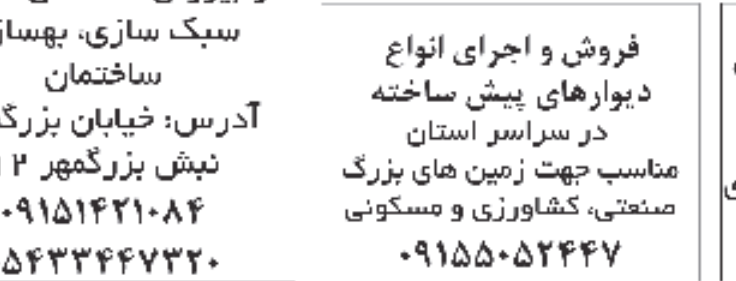 سبک سازی، بهساز
ساختمان
آدرس: خیابان بزرگ
نبش بزرگمهر ۲
۰۹۱۵۱۴۲۱۰۸۴
۵۴۳۳۴۴۷۳۲۰
فروش و اجرای انواع
دیوارهای پیش ساخته
در سراسر استان
مناسب جهت زمین های بزرگ
صنعتی، کشاورزی و مسکونی
۰۹۱۵۵۰۵۲۴۴۷